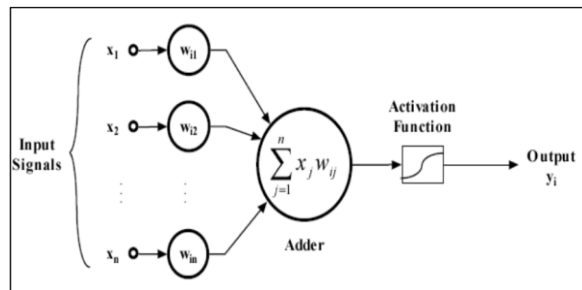 x1
wi1
x2
wi2
Input
Signals
⋮ ⋮
xn
win
n
∑ xj wij
j=1
Adder
Activation
Function
Output
yi